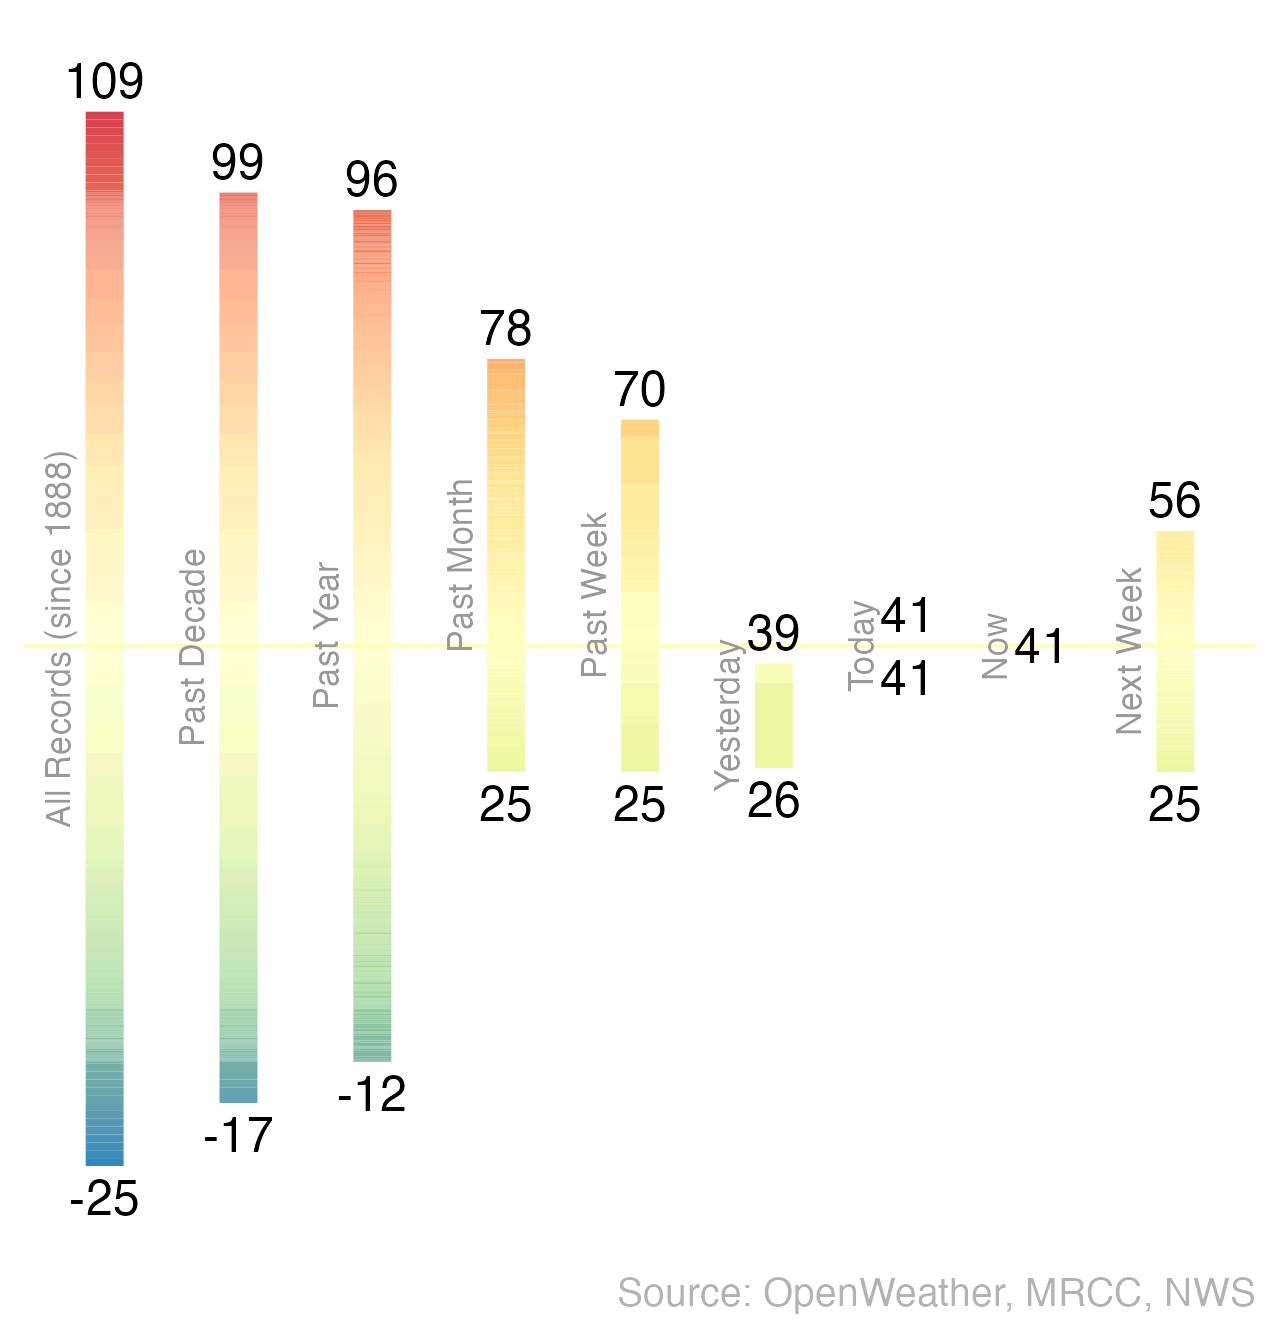 109
All Records (since 1888)
-25
99
Past Decade
-17
96
Past Year
-12
78
Past Month
25
70
Past Week
25
39
Yesterday
26
41
Today
41
Now
41
56
Next Week
25
Source: OpenWeather, MRCC, NWS